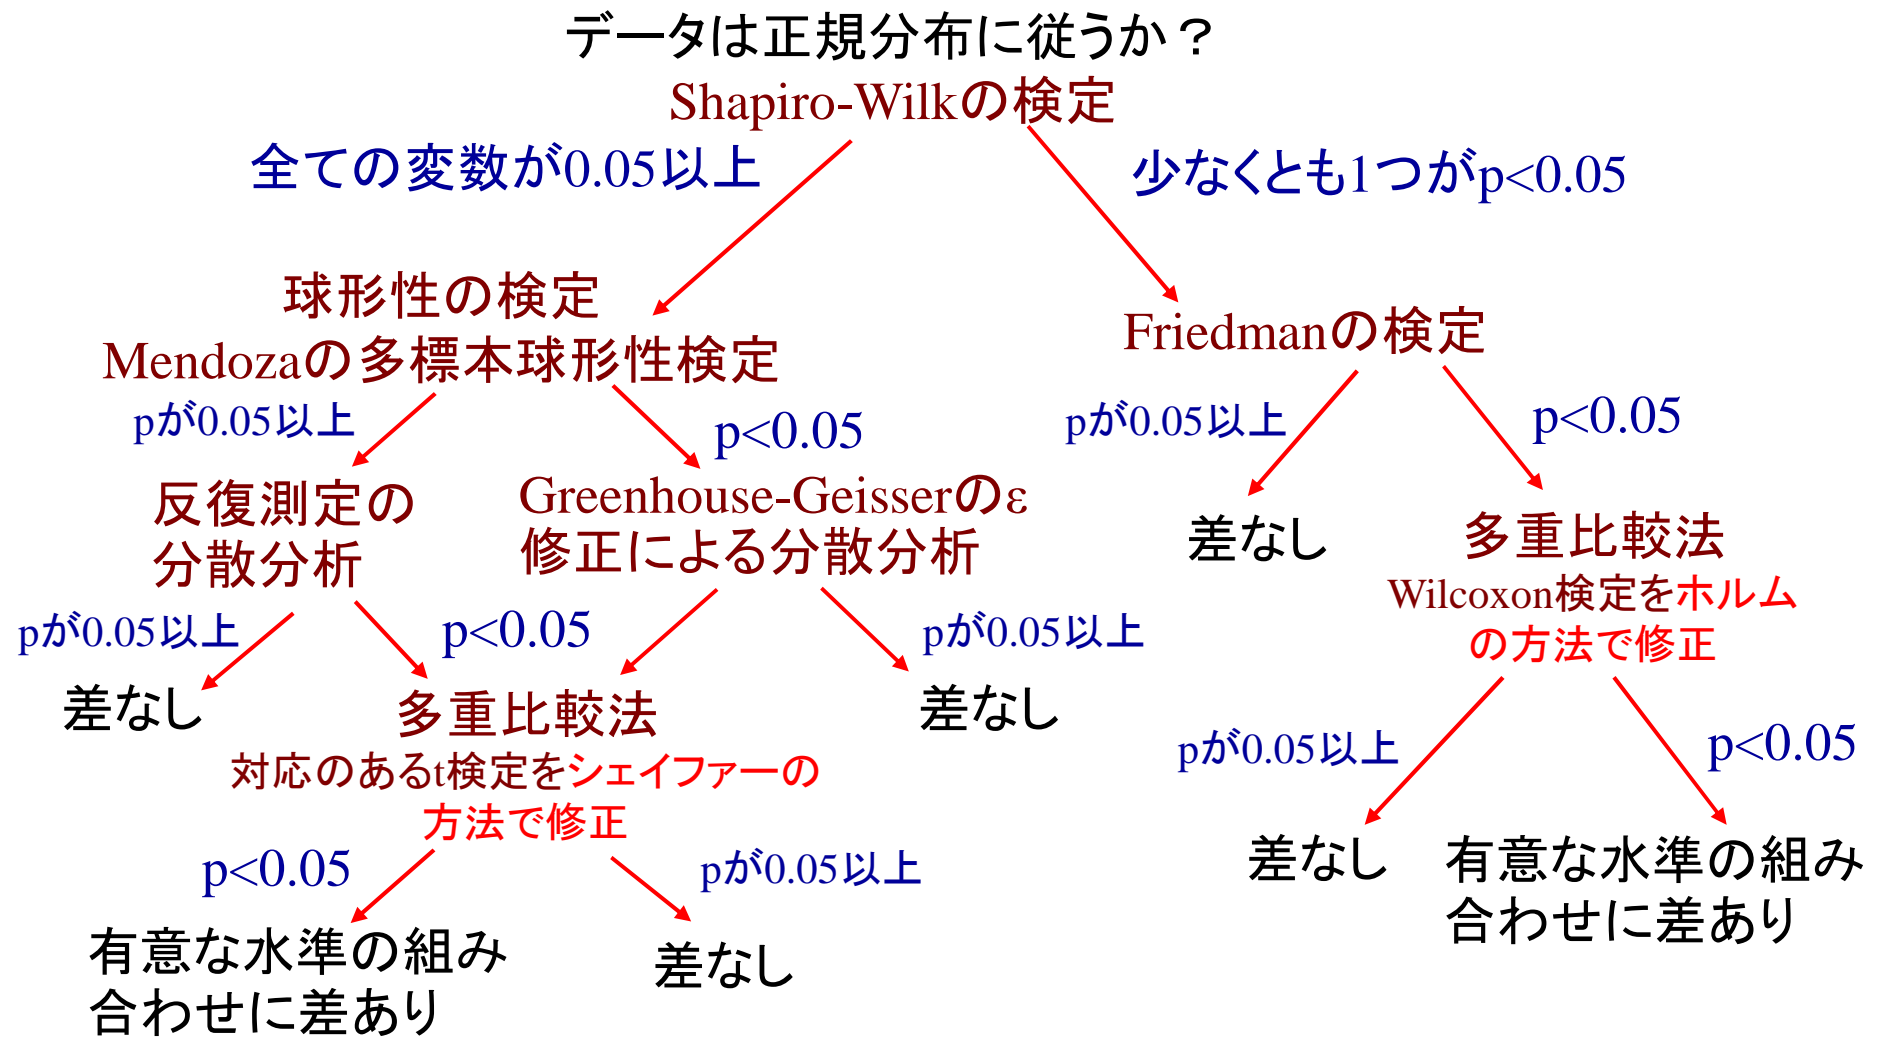 データは正規分布に従うか？
Shapiro-Wilkの検定
全ての変数が0.05以上
少なくとも1つがp<0.05
球形性の検定
Mendozaの多標本球形性検定
Friedmanの検定
pが0.05以上
p<0.05
pが0.05以上
p<0.05
反復測定の
分散分析
Greenhouse-Geisserのε
修正による分散分析
差なし
多重比較法
Wilcoxon検定をホルム
の方法で修正
pが0.05以上
p<0.05
pが0.05以上
差なし
多重比較法
対応のあるt検定をシェイファーの
方法で修正
差なし
pが0.05以上
p<0.05
p<0.05
pが0.05以上
差なし
有意な水準の組み
合わせに差あり
有意な水準の組み
合わせに差あり
差なし